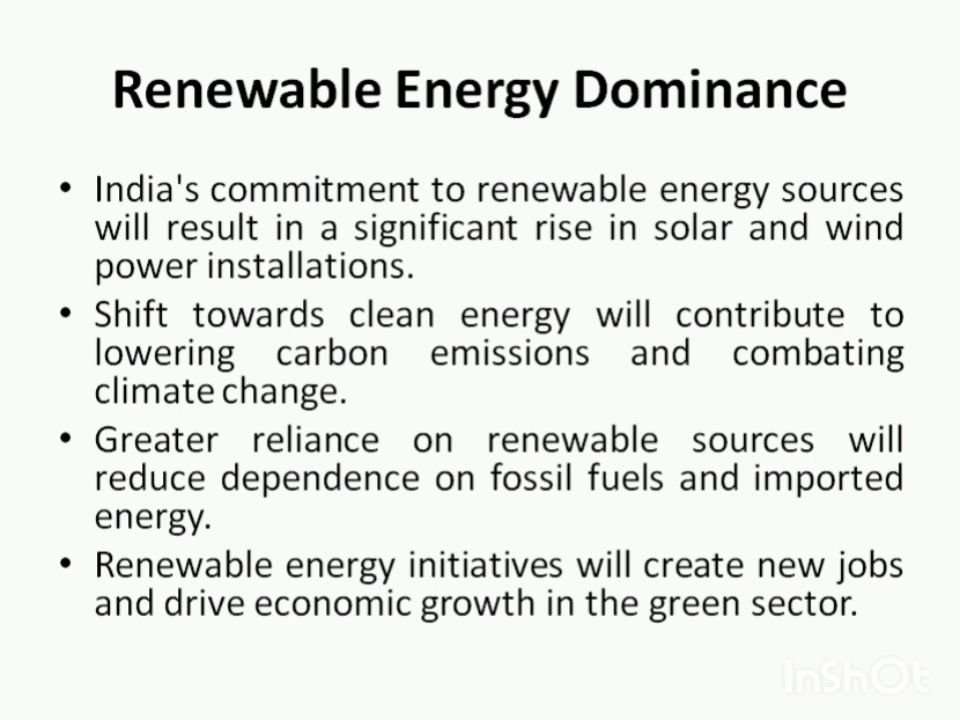 Renewable Energy Dominance
• India's commitment to renewable energy sources
will result in a significant rise in solar and wind
power installations.
• Shift towards clean energy will contribute to
lowering carbon emissions and combating
climate change.
• Greater reliance on renewable sources will
reduce dependence on fossil fuels and imported
energy.
• Renewable energy initiatives will create new jobs
and drive economic growth in the green sector.
InShOt